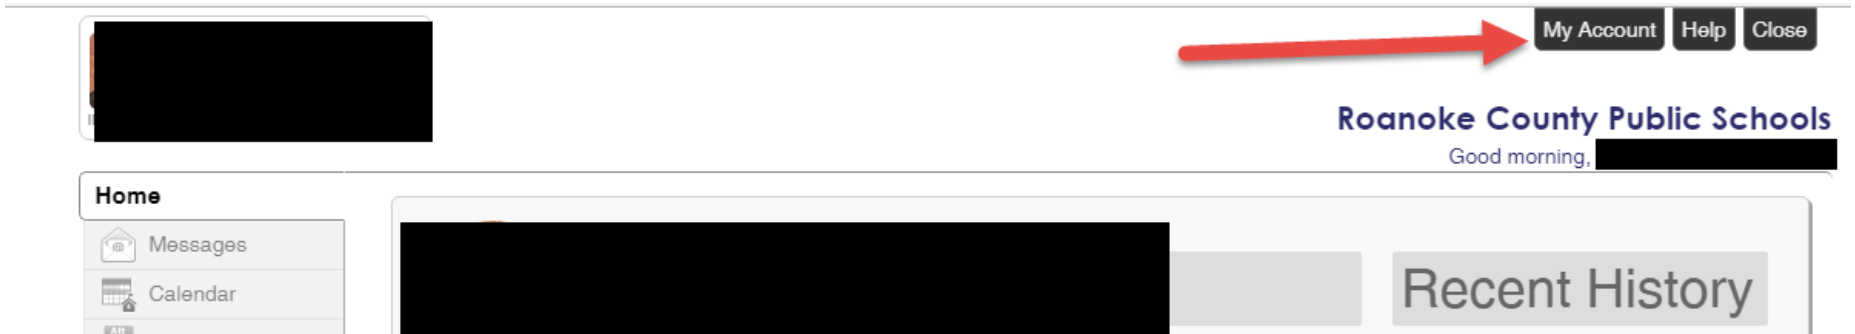 My Account Help Close
Roanoke County Public Schools
Good morning,
Home
Messages
Calendar
Recent History